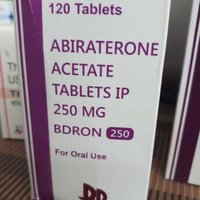 120 Tablets
ABIRATERONE
ACETATE
TABLETS IP
250 MG
BDRON 250
For Oral Use